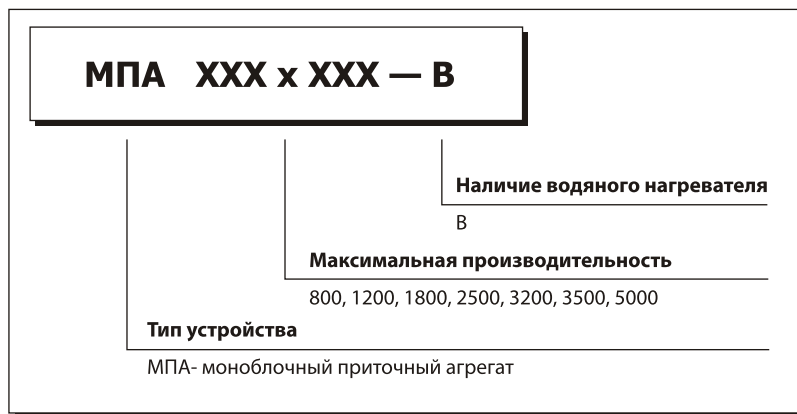 МПА XXX x XXX — В
Наличие водяного нагревателя
В
Максимальная производительность
800, 1200, 1800, 2500, 3200, 3500, 5000
Тип устройства
МПА- моноблочный приточный агрегат